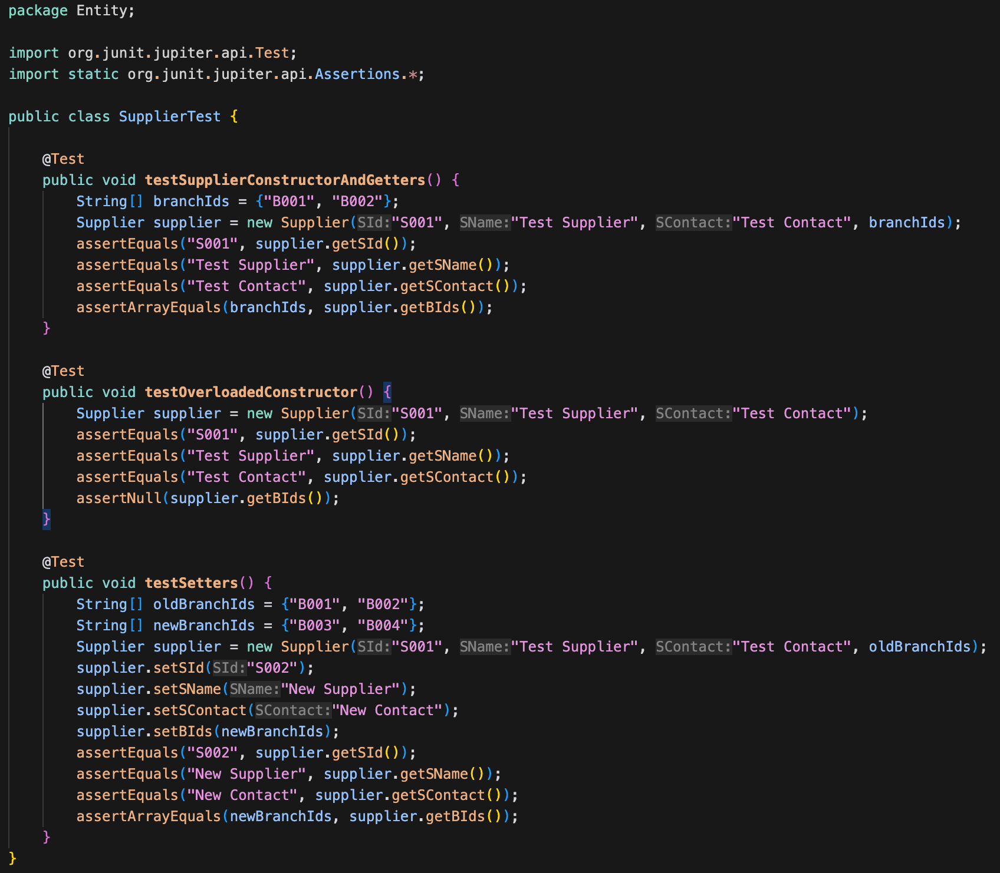 package Entity;
import org.junit.jupiter.api.Test;
import static org.junit.jupiter.api.Assertions.*;
public class SupplierTest {
@Test
public void testSupplierConstructorAndGetters() {
String[] branchIds = {"B001", "B002"};
Supplier supplier = new Supplier(SId:"S001", SName:"Test Supplier", SContact:"Test Contact", branchIds);
assertEquals("S001", supplier.getSId());
assertEquals("Test Supplier", supplier.getSName());
assertEquals("Test Contact", supplier.getSContact());
assertArrayEquals(branchIds, supplier.getBIds());
}
@Test
public void testOverloadedConstructor() {
Supplier supplier = new Supplier(SId:"S001", SName:"Test Supplier", SContact:"Test Contact");
assertEquals("S001", supplier.getSId());
assertEquals("Test Supplier", supplier.getSName());
assertEquals("Test Contact", supplier.getSContact());
assertNull(supplier.getBIds());
}
@Test
public void testSetters() {
String[] oldBranchIds = {"B001", "B002"};
String[] newBranchIds = {"B003", "B004"};
Supplier supplier = new Supplier(SId:"S001", SName:"Test Supplier", SContact:"Test Contact", oldBranchIds);
supplier.setSId(SId:"S002");
supplier.setSName(SName:"New Supplier");
supplier.setSContact(SContact:"New Contact");
supplier.setBIds(newBranchIds);
assertEquals("S002", supplier.getSId());
assertEquals("New Supplier", supplier.getSName());
assertEquals("New Contact", supplier.getSContact());
assertArrayEquals(newBranchIds, supplier.getBIds());
}
}